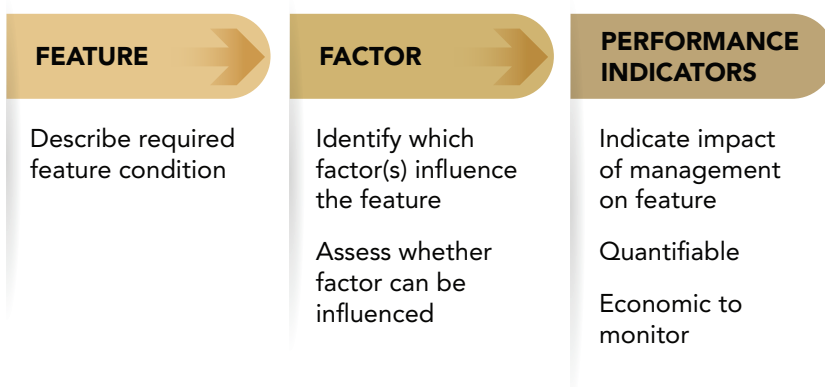 FEATURE
Describe required
feature condition
FACTOR
Identify which
factor(s) influence
the feature
Assess whether
factor can be
influenced
PERFORMANCE
INDICATORS
Indicate impact
of management
on feature
Quantifiable
Economic to
monitor